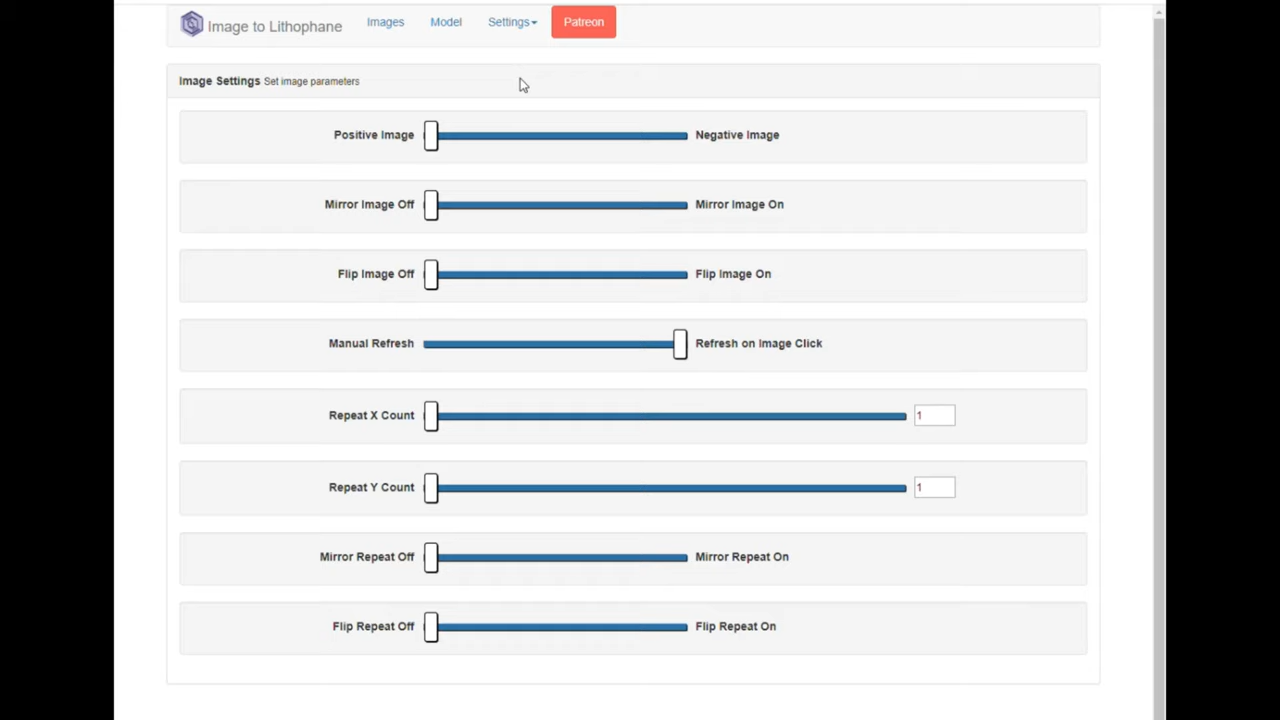 Image to Lithophane Images Model Settings Patreon
Image Settings Set image parameters
Positive Image Negative Image
Mirror Image Off Mirror Image On
Flip Image Off Flip Image On
Manual Refresh Refresh on Image Click
Repeat X Count 1
Repeat Y Count 1
Mirror Repeat Off Mirror Repeat On
Flip Repeat Off Flip Repeat On